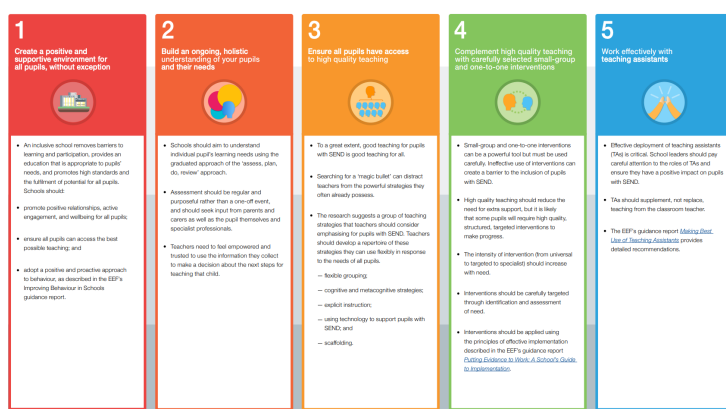 1
Create a positive and
supportive environment for
all pupils, without exception
• An inclusive school removes barriers to
learning and participation, provides an
education that is appropriate to pupils'
needs, and promotes high standards and
the fulfilment of potential for all pupils.
Schools should:
• promote positive relationships, active
engagement, and wellbeing for all pupils;
• ensure all pupils can access the best
possible teaching; and
• adopt a positive and proactive approach
to behaviour, as described in the EEF's
Improving Behaviour in Schools
guidance report.
2
Build an ongoing, holistic
understanding of your pupils
and their needs
• Schools should aim to understand
individual pupil's learning needs using the
graduated approach of the 'assess, plan,
do, review' approach.
• Assessment should be regular and
purposeful rather than a one-off event,
and should seek input from parents and
carers as well as the pupil themselves and
specialist professionals.
• Teachers need to feel empowered and
trusted to use the information they collect
to make a decision about the next steps for
teaching that child.
3
Ensure all pupils have access
to high quality teaching
• To a great extent, good teaching for pupils
with SEND is good teaching for all.
• Searching for a 'magic bullet' can distract
teachers from the powerful strategies they
often already possess.
• The research suggests a group of teaching
strategies that teachers should consider
emphasising for pupils with SEND. Teachers
should develop a repertoire of these
strategies they can use flexibly in response
to the needs of all pupils.
— flexible grouping;
— cognitive and metacognitive strategies;
— explicit instruction;
— using technology to support pupils with
SEND; and
— scaffolding.
4
Complement high quality teaching
with carefully selected small-group
and one-to-one interventions
• Small-group and one-to-one interventions
can be a powerful tool but must be used
carefully. Ineffective use of interventions can
create a barrier to the inclusion of pupils
with SEND.
• High quality teaching should reduce the
need for extra support, but it is likely
that some pupils will require high quality,
structured, targeted interventions to
make progress.
• The intensity of intervention (from universal
to targeted to specialist) should increase
with need.
• Interventions should be carefully targeted
through identification and assessment
of need.
• Interventions should be applied using
the principles of effective implementation
described in the EEF's guidance report
Putting Evidence to Work: A School's Guide
to Implementation.
5
Work effectively with
teaching assistants
• Effective deployment of teaching assistants
(TAs) is critical. School leaders should pay
careful attention to the roles of TAs and
ensure they have a positive impact on pupils
with SEND.
• TAs should supplement, not replace,
teaching from the classroom teacher.
• The EEF's guidance report Making Best
Use of Teaching Assistants provides
detailed recommendations.